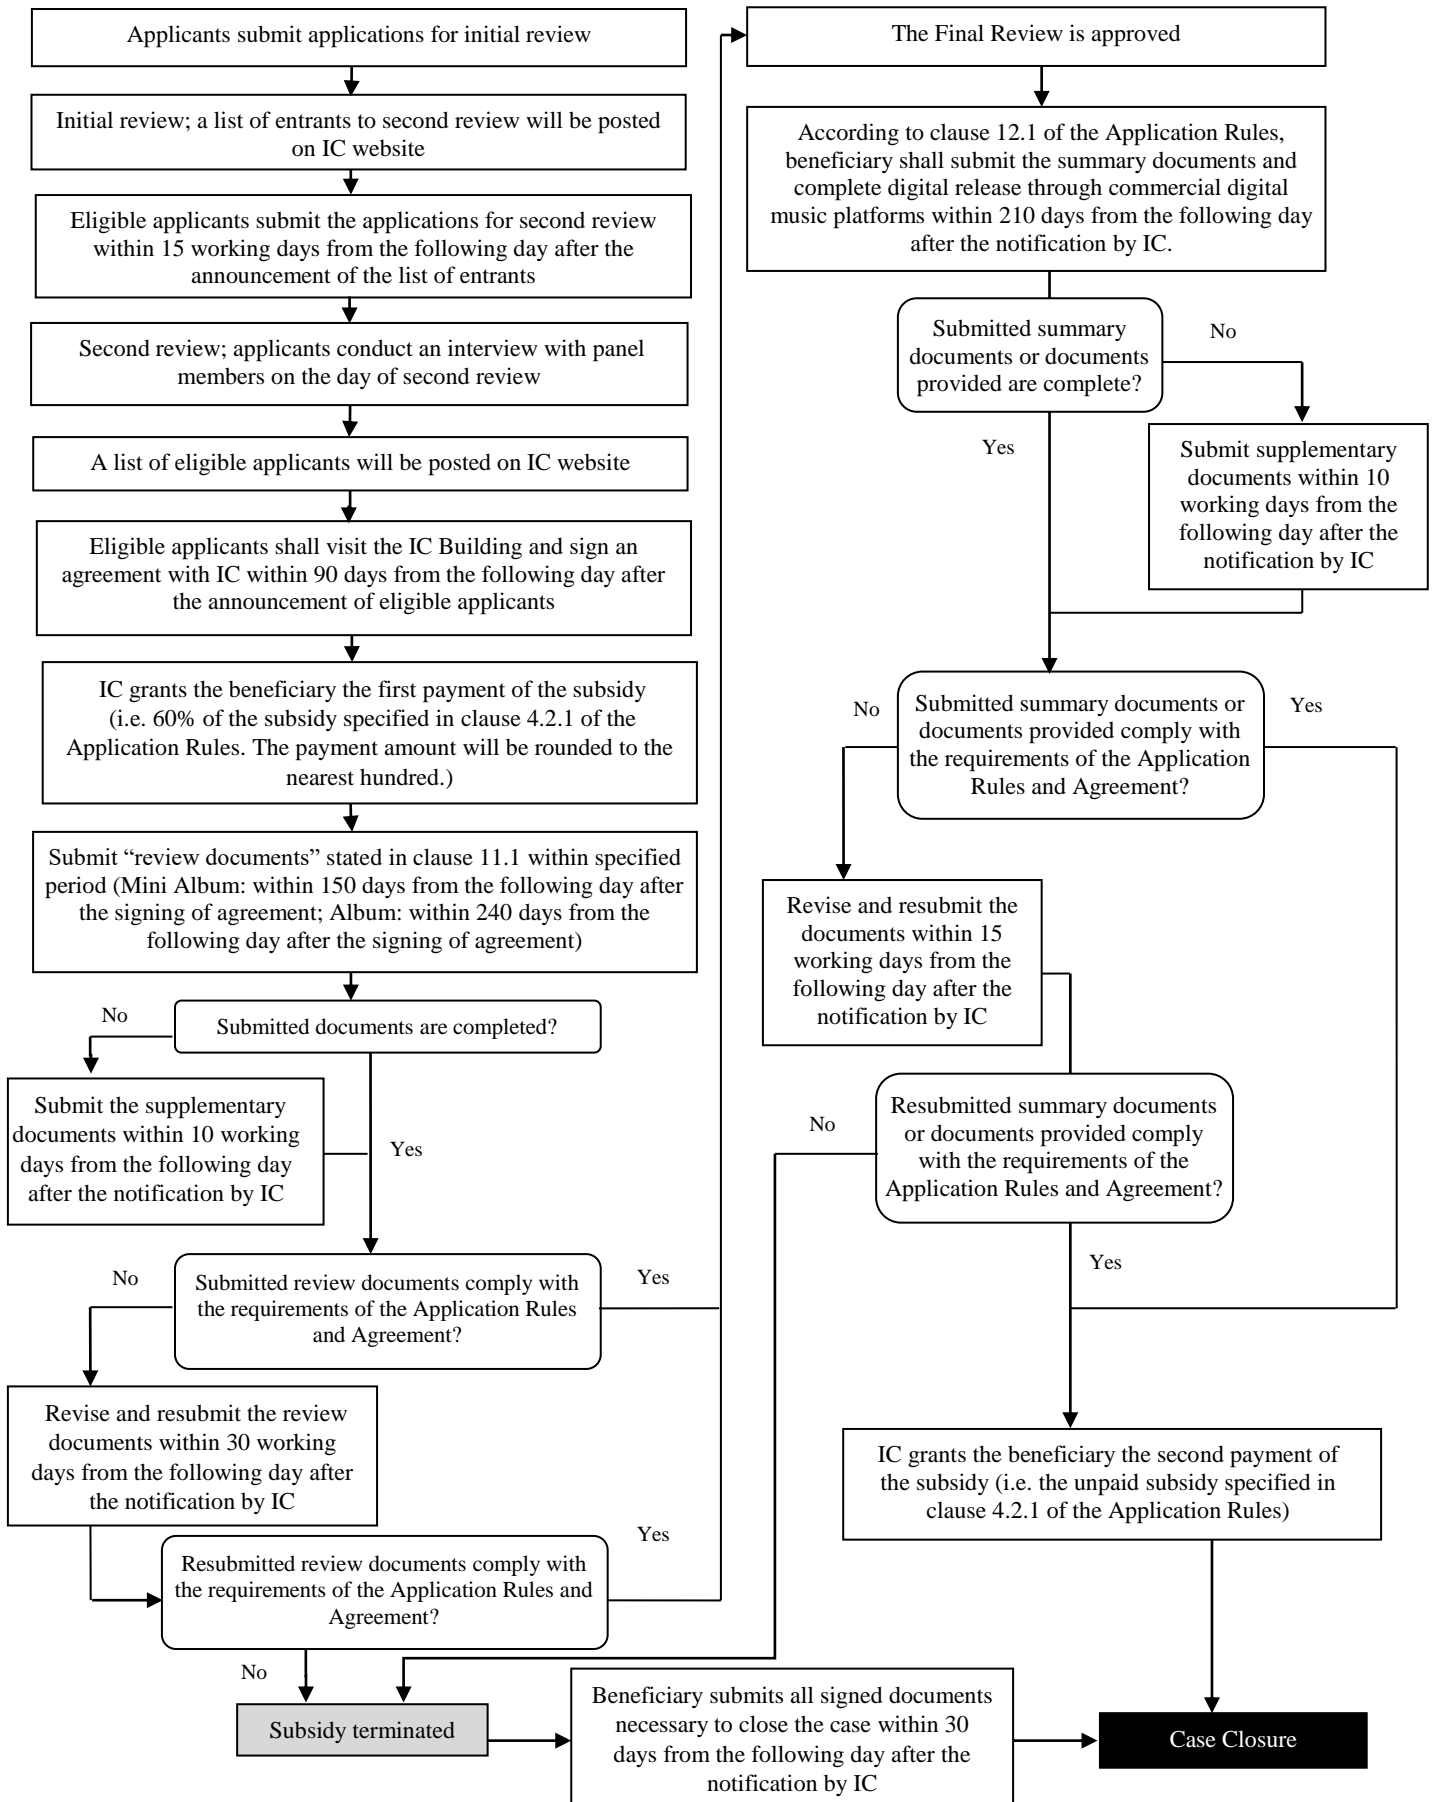 Applicants submit applications for initial review
Initial review; a list of entrants to second review will be posted
on IC website
Eligible applicants submit the applications for second review
within 15 working days from the following day after the
announcement of the list of entrants
Second review; applicants conduct an interview with panel
members on the day of second review
A list of eligible applicants will be posted on IC website
Eligible applicants shall visit the IC Building and sign an
agreement with IC within 90 days from the following day after
the announcement of eligible applicants
IC grants the beneficiary the first payment of the subsidy
(i.e. 60% of the subsidy specified in clause 4.2.1 of the
Application Rules. The payment amount will be rounded to the
nearest hundred.)
Submit “review documents” stated in clause 11.1 within specified
period (Mini Album: within 150 days from the following day after
the signing of agreement; Album: within 240 days from the
following day after the signing of agreement)
No
Submitted documents are completed?
Submit the supplementary
documents within 10 working
days from the following day
after the notification by IC
Yes
No
Submitted review documents comply with
the requirements of the Application Rules
and Agreement?
Yes
Revise and resubmit the review
documents within 30 working
days from the following day after
the notification by IC
Resubmitted review documents comply with
the requirements of the Application Rules and
Agreement?
Yes
No
Subsidy terminated
Beneficiary submits all signed documents
necessary to close the case within 30
days from the following day after the
notification by IC
The Final Review is approved
According to clause 12.1 of the Application Rules,
beneficiary shall submit the summary documents and
complete digital release through commercial digital
music platforms within 210 days from the following day
after the notification by IC.
Submitted summary
documents or documents
provided are complete?
No
Yes
Submit supplementary
documents within 10
working days from the
following day after the
notification by IC
No
Submitted summary documents or
documents provided comply with
the requirements of the Application
Rules and Agreement?
Yes
Revise and resubmit the
documents within 15
working days from the
following day after the
notification by IC
No
Resubmitted summary documents
or documents provided comply
with the requirements of the
Application Rules and Agreement?
Yes
IC grants the beneficiary the second payment of
the subsidy (i.e. the unpaid subsidy specified in
clause 4.2.1 of the Application Rules)
Case Closure